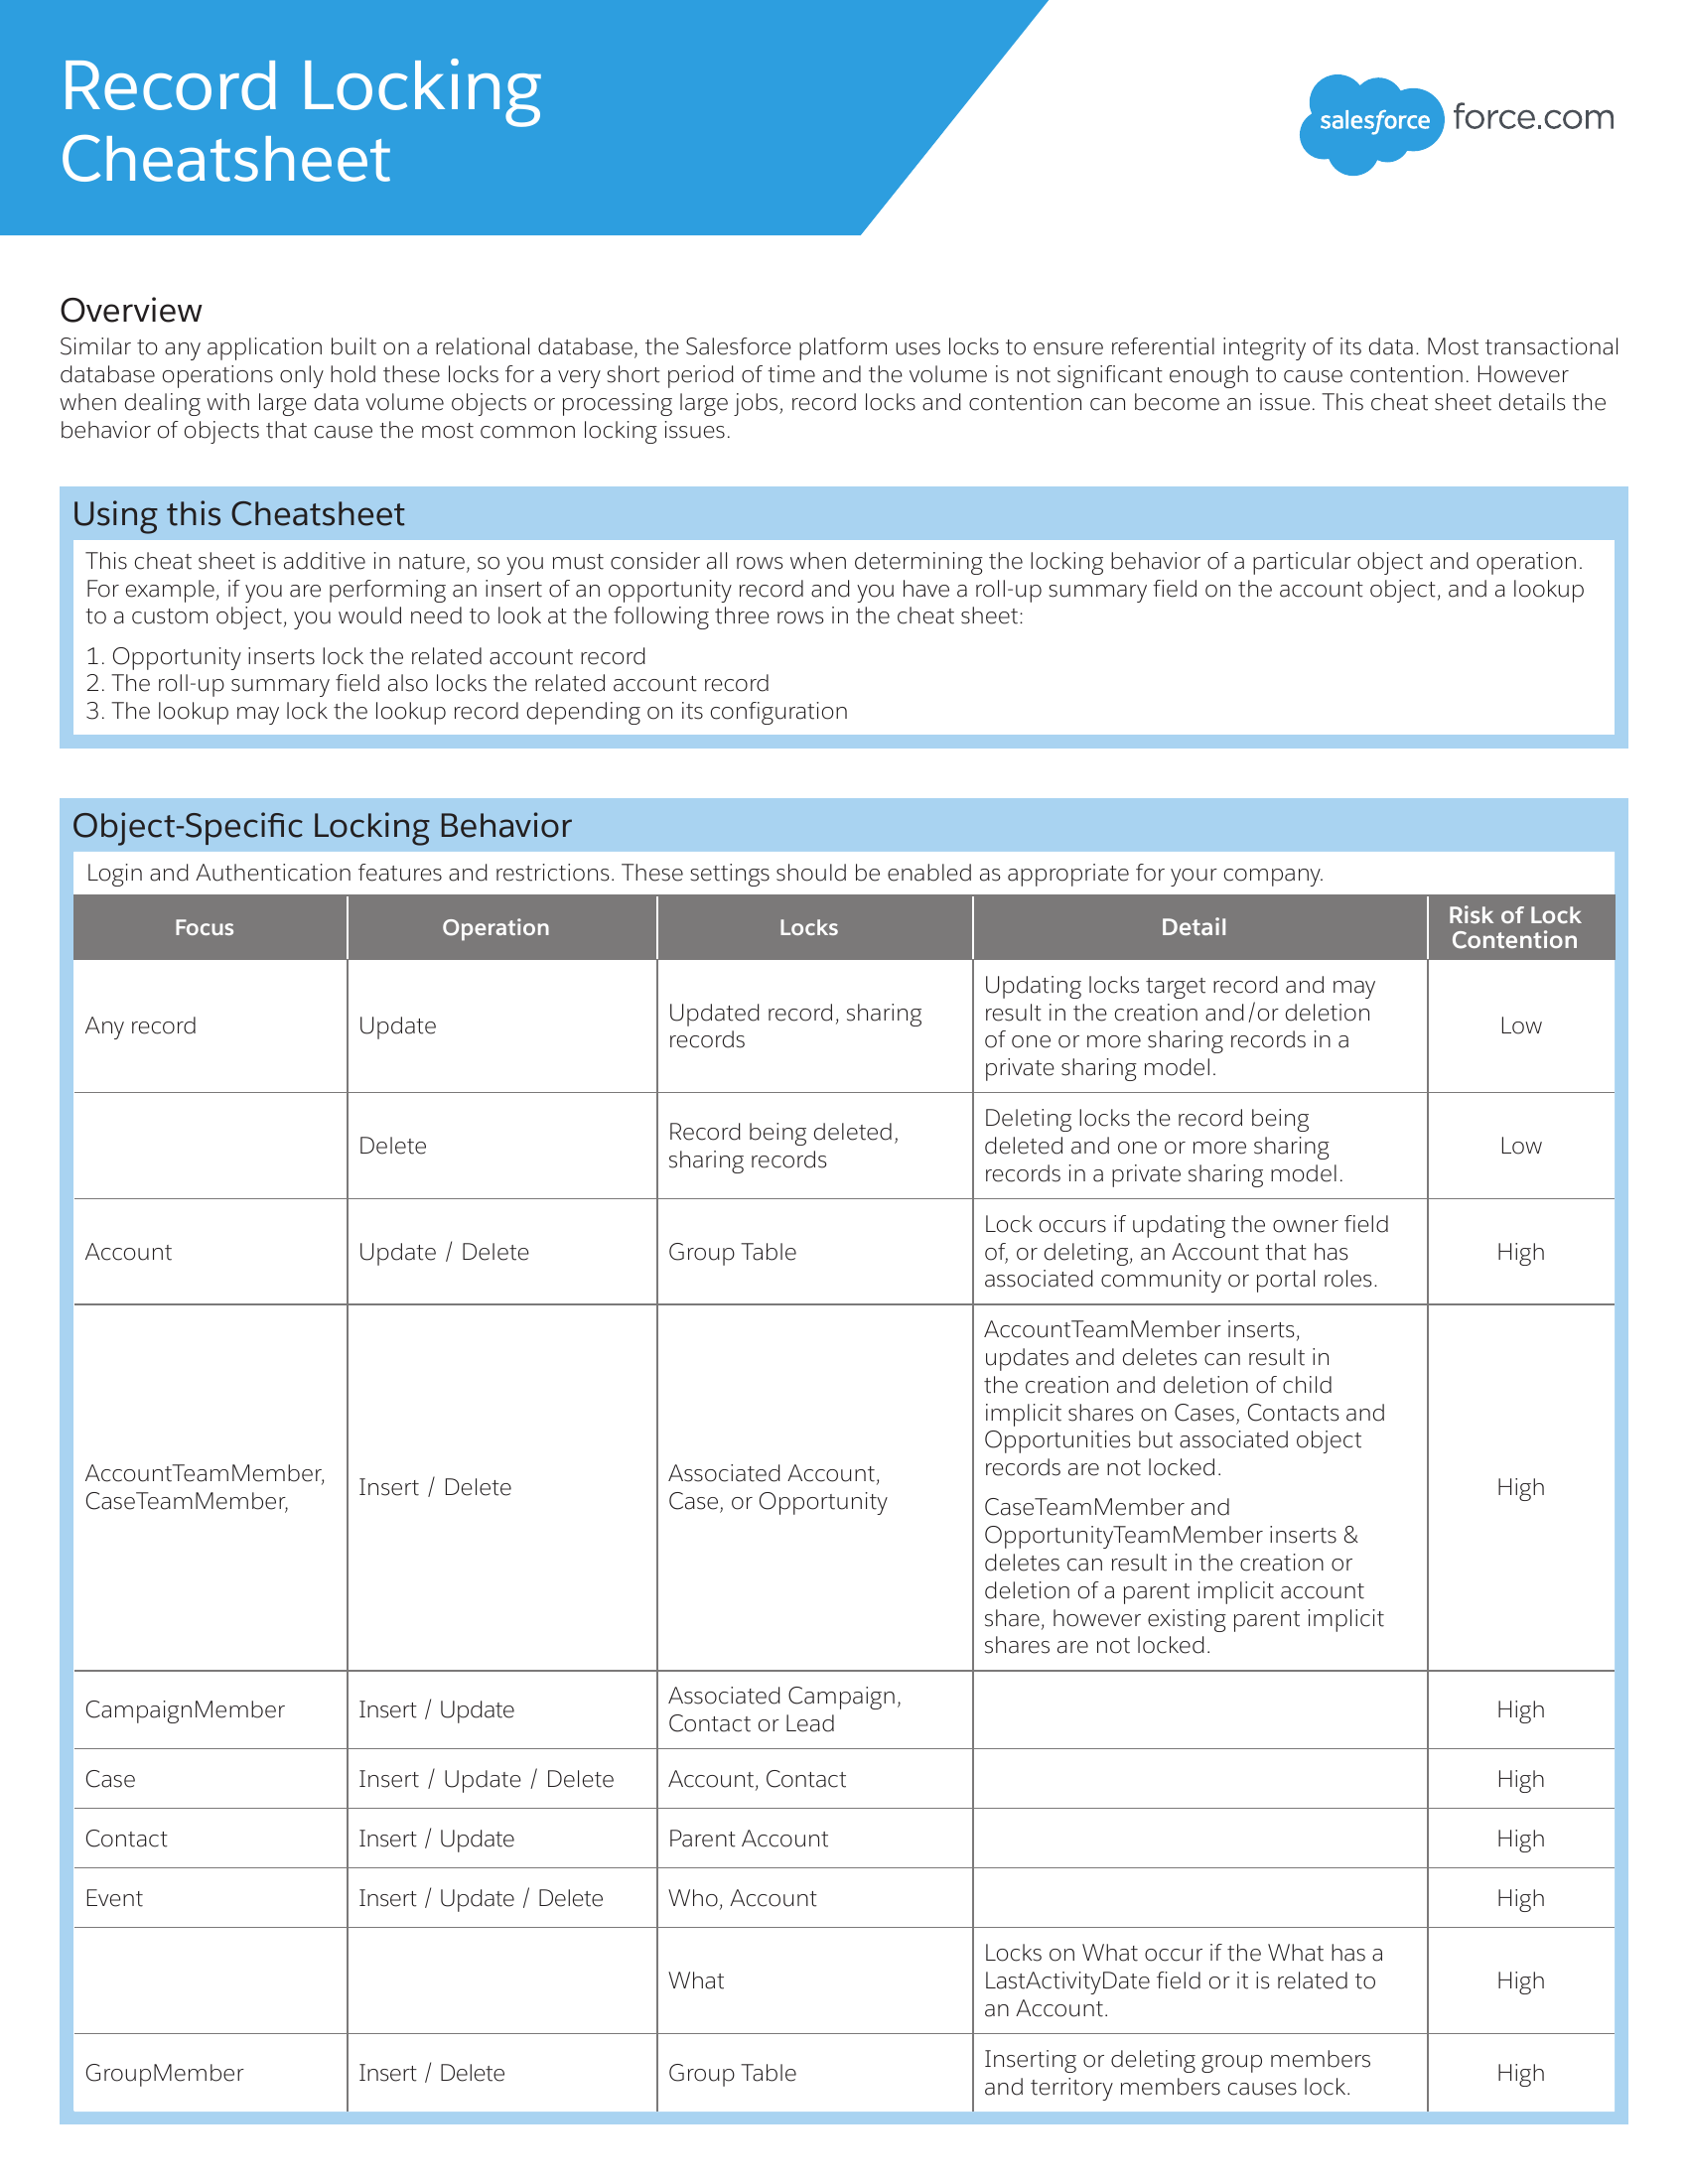 Record Locking
Cheatsheet
salesforce force.com
Overview
Similar to any application built on a relational database, the Salesforce platform uses locks to ensure referential integrity of its data. Most transactional
database operations only hold these locks for a very short period of time and the volume is not significant enough to cause contention. However
when dealing with large data volume objects or processing large jobs, record locks and contention can become an issue. This cheat sheet details the
behavior of objects that cause the most common locking issues.
Using this Cheatsheet
This cheat sheet is additive in nature, so you must consider all rows when determining the locking behavior of a particular object and operation.
For example, if you are performing an insert of an opportunity record and you have a roll-up summary field on the account object, and a lookup
to a custom object, you would need to look at the following three rows in the cheat sheet:
1. Opportunity inserts lock the related account record
2. The roll-up summary field also locks the related account record
3. The lookup may lock the lookup record depending on its configuration
Object-Specific Locking Behavior
Login and Authentication features and restrictions. These settings should be enabled as appropriate for your company.
Focus
Operation
Locks
Detail
Risk of Lock
Contention
Any record
Update
Updated record, sharing
records
Updating locks target record and may
result in the creation and/or deletion
of one or more sharing records in a
private sharing model.
Low
Delete
Record being deleted,
sharing records
Deleting locks the record being
deleted and one or more sharing
records in a private sharing model.
Low
Account
Update / Delete
Group Table
Lock occurs if updating the owner field
of, or deleting, an Account that has
associated community or portal roles.
High
AccountTeamMember,
CaseTeamMember,
Insert / Delete
Associated Account,
Case, or Opportunity
AccountTeamMember inserts,
updates and deletes can result in
the creation and deletion of child
implicit shares on Cases, Contacts and
Opportunities but associated object
records are not locked.
CaseTeamMember and
OpportunityTeamMember inserts &
deletes can result in the creation or
deletion of a parent implicit account
share, however existing parent implicit
shares are not locked.
High
CampaignMember
Insert / Update
Associated Campaign,
Contact or Lead
High
Case
Insert / Update / Delete
Account, Contact
High
Contact
Insert / Update
Parent Account
High
Event
Insert / Update / Delete
Who, Account
High
What
Locks on What occur if the What has a
LastActivityDate field or it is related to
an Account.
High
GroupMember
Insert / Delete
Group Table
Inserting or deleting group members
and territory members causes lock.
High